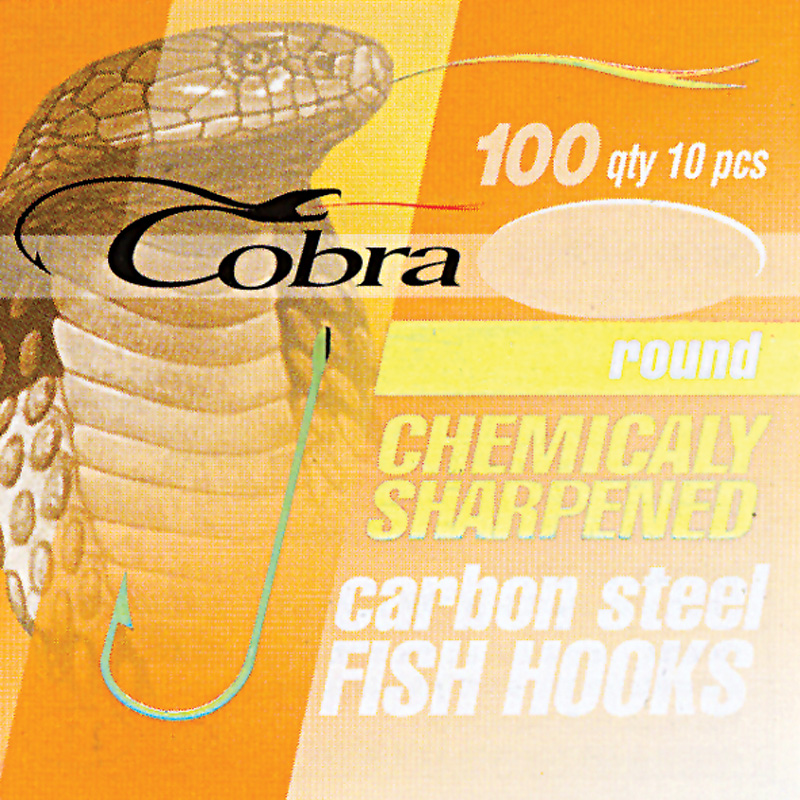 100 qty 10 pcs
Cobra
round
CHEMICALY
SHARPENED
carbon steel
FISH HOOKS